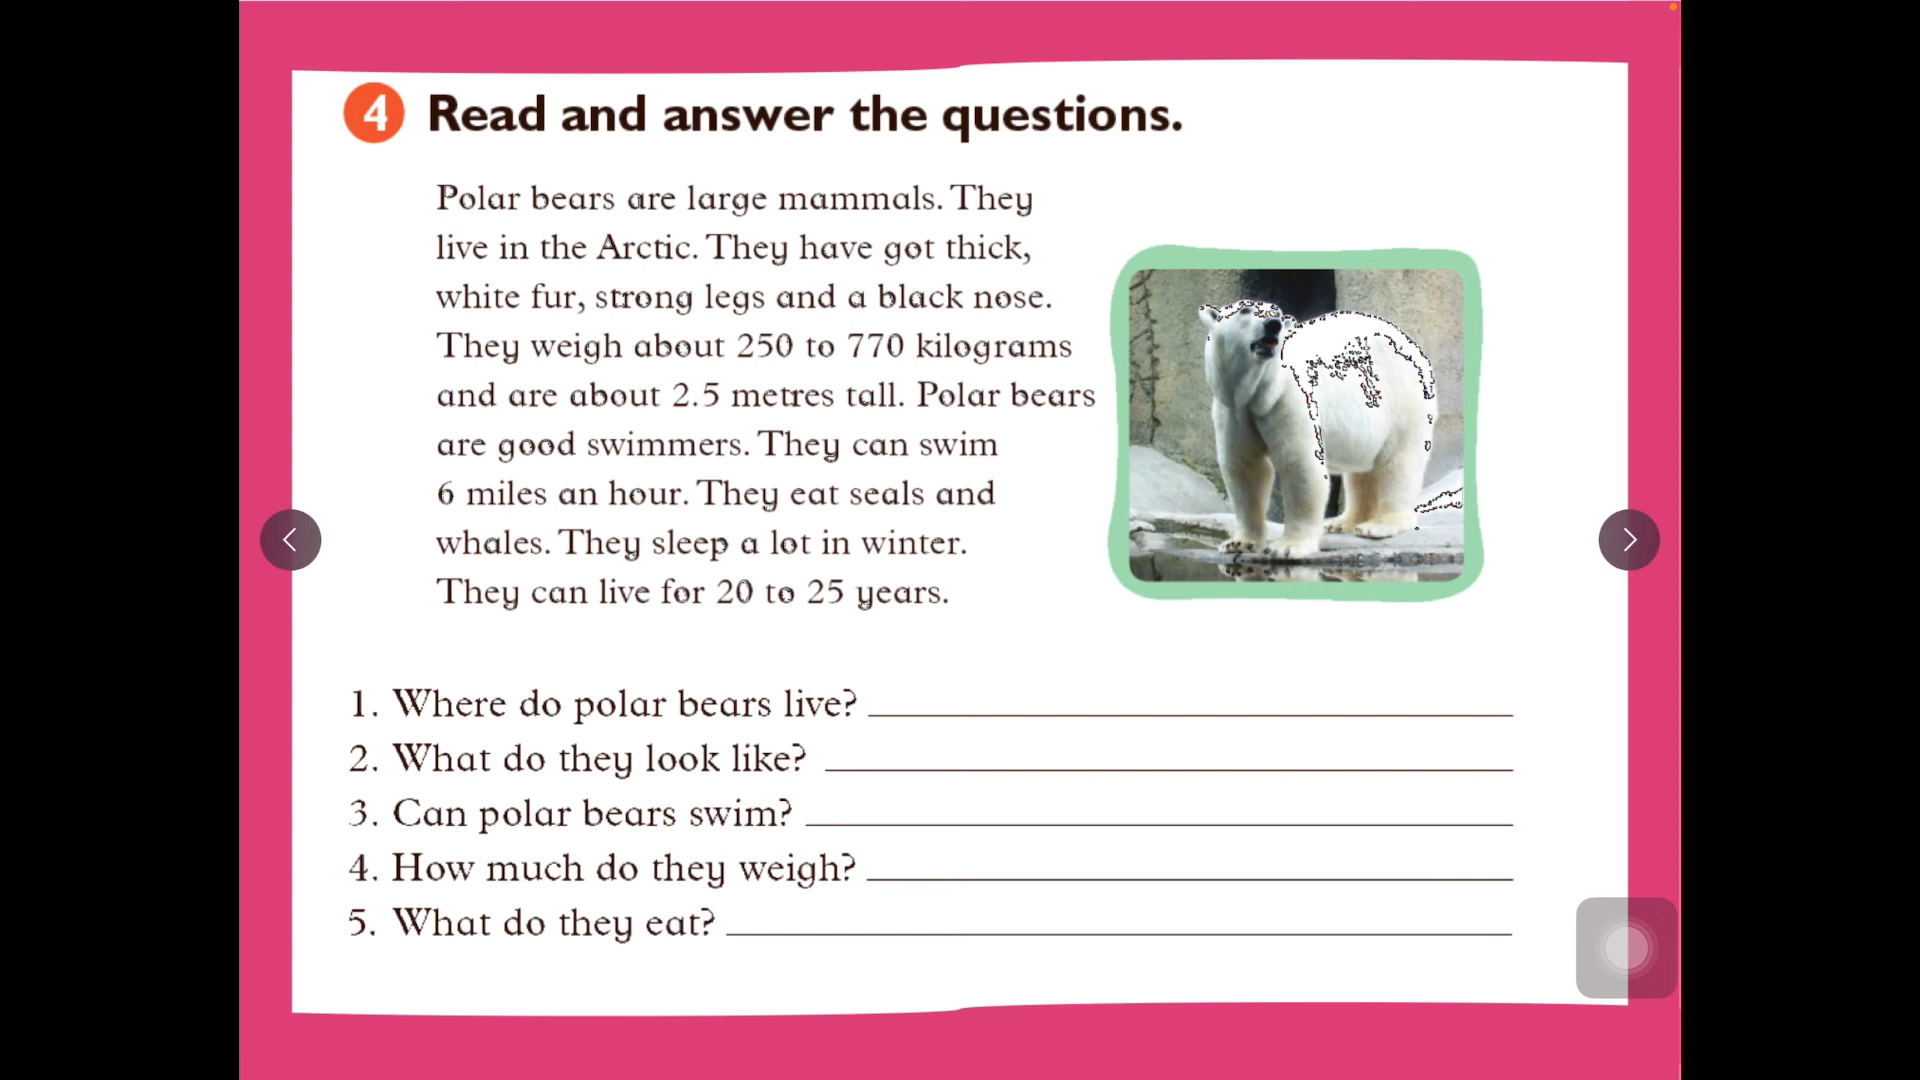 4 Read and answer the questions.
Polar bears are large mammals. They
live in the Arctic. They have got thick,
white fur, strong legs and a black nose.
They weigh about 250 to 770 kilograms
and are about 2.5 metres tall. Polar bears
are good swimmers. They can swim
6 miles an hour. They eat seals and
whales. They sleep a lot in winter.
They can live for 20 to 25 years.
1. Where do polar bears live?
2. What do they look like?
3. Can polar bears swim?
4. How much do they weigh?
5. What do they eat?